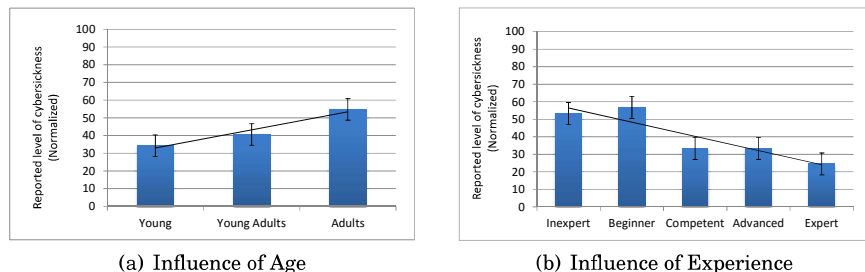 Reported level of cybersickness
(Normalized)
100
90
80
70
60
50
40
30
20
10
0
Young Young Adults Adults
(a) Influence of Age
Reported level of cybersickness
(Normalized)
100
90
80
70
60
50
40
30
20
10
0
Inexpert Beginner Competent Advanced Expert
(b) Influence of Experience